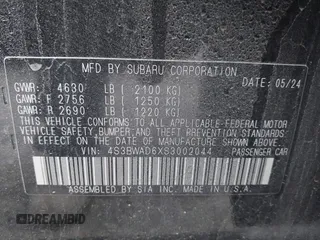 MFD BY SUBARU CORPORATION
DATE: 05/24
GVWR: 4630 LB ( 2100 KG)
GAWR: F 2756 LB ( 1250 KG)
GAWR: R 2690 LB ( 1220 KG)
THIS VEHICLE CONFORMS TO ALL APPLICABLE FEDERAL MOTOR
VEHICLE SAFETY, BUMPER, AND THEFT PREVENTION STANDARDS
IN EFFECT ON THE DATE OF MANUFACTURE SHOWN ABOVE.
VIN: 4S3BWAD6XS3002044 PASSENGER CAR
ASSEMBLED BY SIA INC. MADE IN U.S.A.
DREAMBID